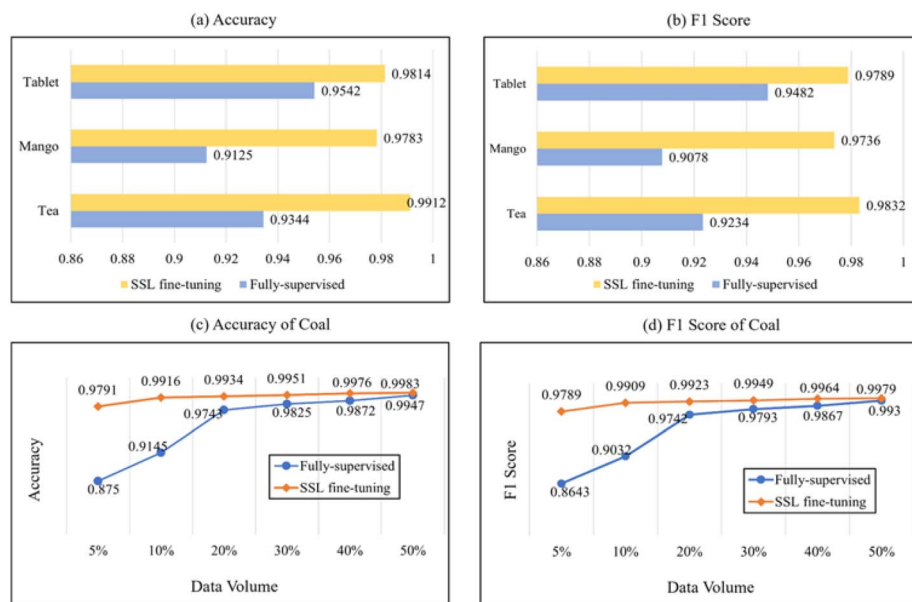 (a) Accuracy
Tablet
0.9814
0.9542
Mango
0.9783
0.9125
Tea
0.9912
0.9344
0.86 0.88 0.9 0.92 0.94 0.96 0.98 1
SSL fine-tuning Fully-supervised
(b) F1 Score
Tablet
0.9789
0.9482
Mango
0.9736
0.9078
Tea
0.9832
0.9234
0.86 0.88 0.9 0.92 0.94 0.96 0.98 1
SSL fine-tuning Fully-supervised
(c) Accuracy of Coal
0.9791 0.9916 0.9934 0.9951 0.9976 0.9983
0.875 0.9145 0.9743 0.9825 0.9872 0.9947
Accuracy
Fully-supervised
SSL fine-tuning
5% 10% 20% 30% 40% 50%
Data Volume
(d) F1 Score of Coal
0.9789 0.9909 0.9923 0.9949 0.9964 0.9979
0.8643 0.9032 0.9742 0.9793 0.9867 0.993
F1 Score
Fully-supervised
SSL fine-tuning
5% 10% 20% 30% 40% 50%
Data Volume